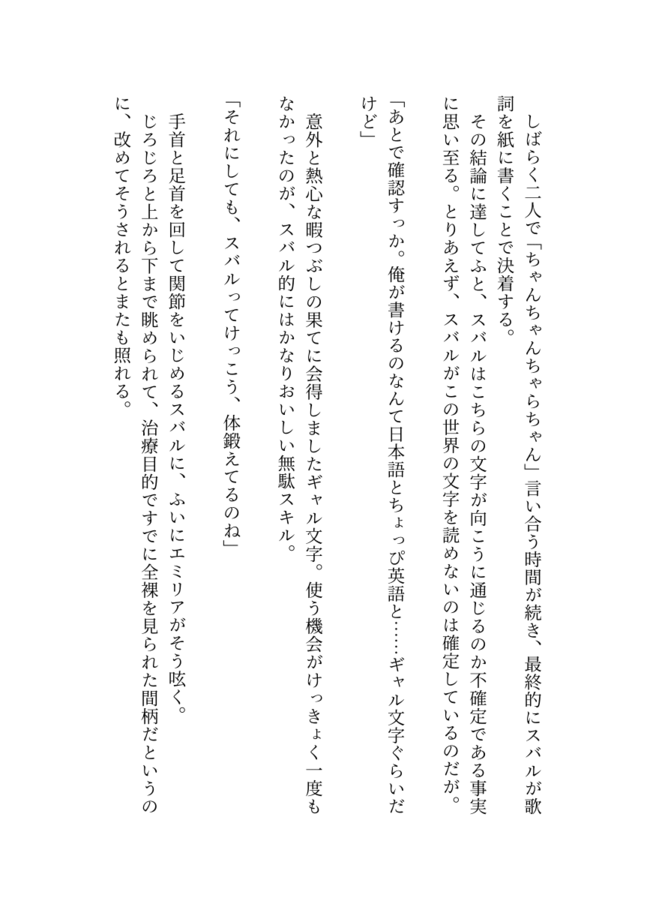 しばらく二人で「ちゃんちゃんちゃらちゃん」言い合う時間が続き、最終的にスバルが歌
詞を紙に書くことで決着する。
　その結論に達してふと、スバルはこちらの文字が向こうに通じるのか不確定である事実
に思い至る。とりあえず、スバルがこの世界の文字を読めないのは確定しているのだが。
「あとで確認すっか。俺が書けるのなんて日本語とちょっぴ英語と……ギャル文字ぐらいだ
けど」
　意外と熱心な暇つぶしの果てに会得しましたギャル文字。使う機会がけっきょく一度も
なかったのが、スバル的にはかなりおいしい無駄スキル。
「それにしても、スバルってけっこう、体鍛えてるのね」
　手首と足首を回して関節をいじめるスバルに、ふいにエミリアがそう呟く。
　じろじろと上から下まで眺められて、治療目的ですでに全裸を見られた間柄だというの
に、改めてそうされるとまたも照れる。